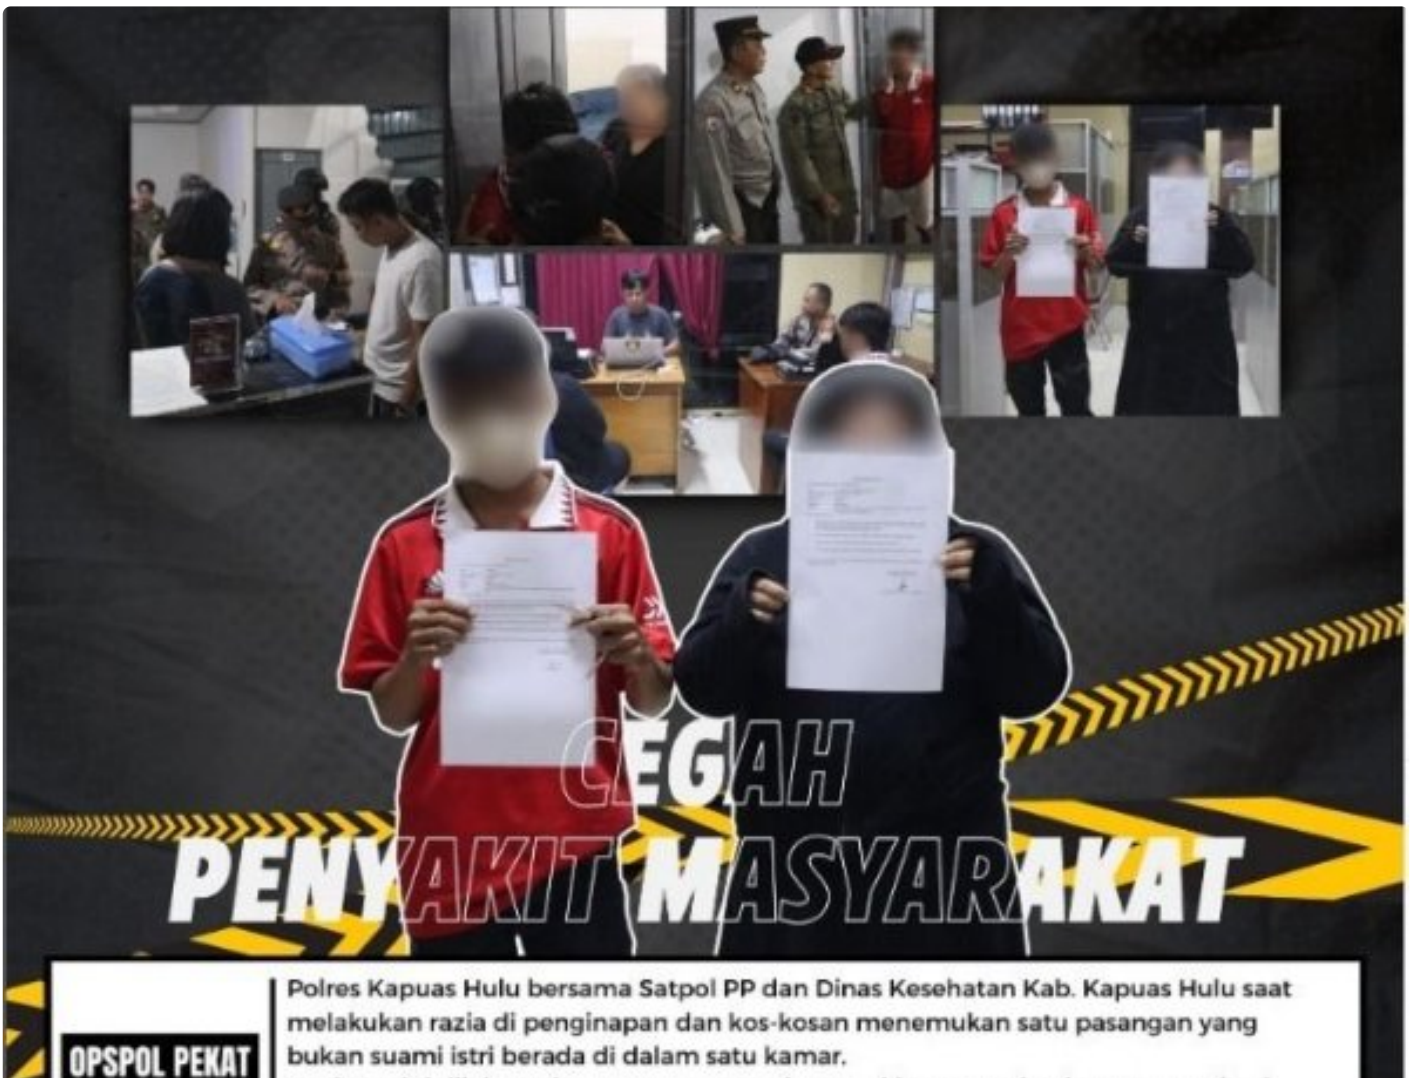 CEGAH
PENYAKIT MASYARAKAT
OPSPOL PEKAT
Polres Kapuas Hulu bersama Satpol PP dan Dinas Kesehatan Kab. Kapuas Hulu saat
melakukan razia di penginapan dan kos-kosan menemukan satu pasangan yang
bukan suami istri berada di dalam satu kamar.